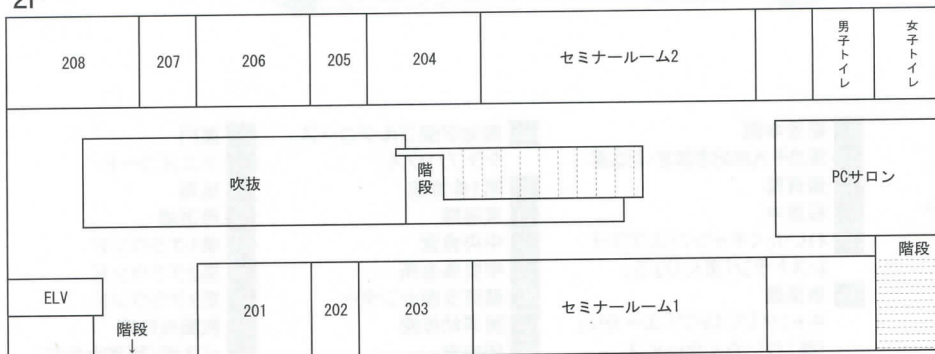 2F
208
207
206
205
204
セミナールーム2
男子トイレ
女子トイレ
吹抜
階段
PCサロン
階段
ELV
階段
↓
201
202
203
セミナールーム1